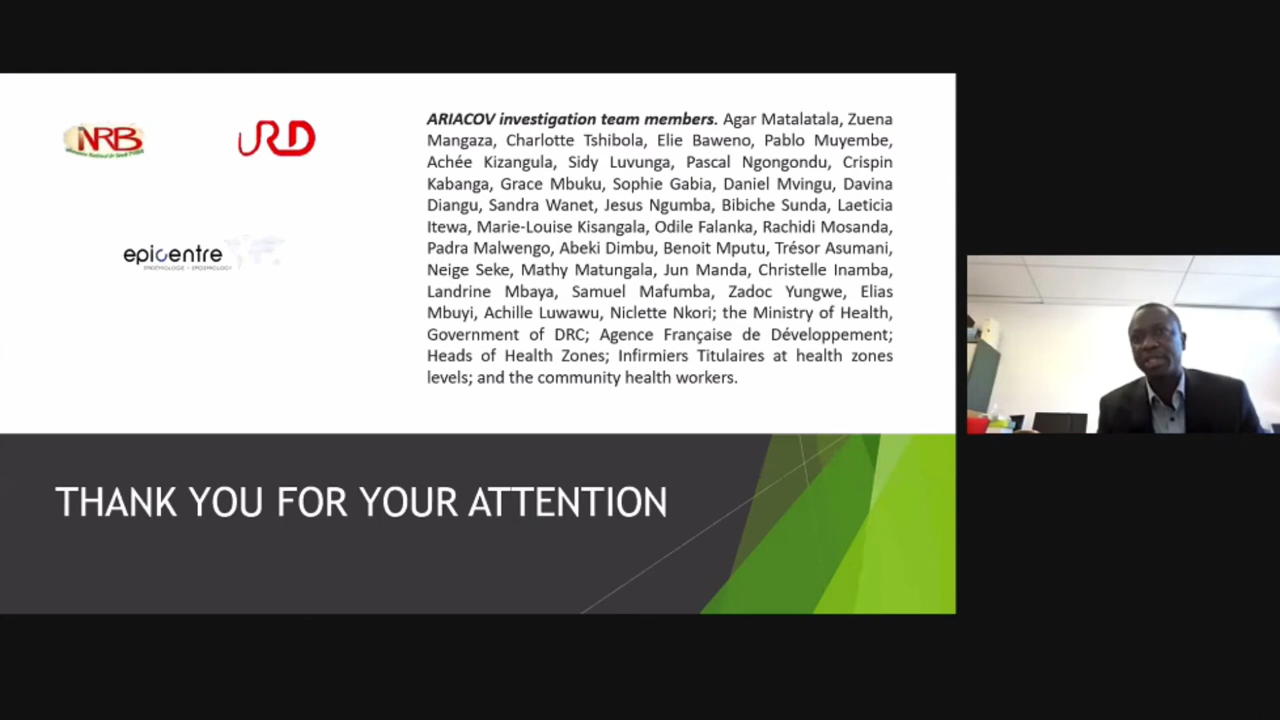 INRB
IRD
epicentre
EPIDEMIOLOGIE • EPIDEMIOLOGY
ARIACOV investigation team members. Agar Matalatala, Zuena
Mangaza, Charlotte Tshibola, Elie Baweno, Pablo Muyembe,
Achée Kizangula, Sidy Luvunga, Pascal Ngongondu, Crispin
Kabanga, Grace Mbuku, Sophie Gabia, Daniel Mvingu, Davina
Diangu, Sandra Wanet, Jesus Ngumba, Bibiche Sunda, Laeticia
Itewa, Marie-Louise Kisangala, Odile Falanka, Rachidi Mosanda,
Padra Malwengo, Abeki Dimbu, Benoit Mputu, Trésor Asumani,
Neige Seke, Mathy Matungala, Jun Manda, Christelle Inamba,
Landrine Mbaya, Samuel Mafumba, Zadoc Yungwe, Elias
Mbuyi, Achille Luwawu, Niclette Nkori; the Ministry of Health,
Government of DRC; Agence Française de Développement;
Heads of Health Zones; Infirmiers Titulaires at health zones
levels; and the community health workers.
THANK YOU FOR YOUR ATTENTION